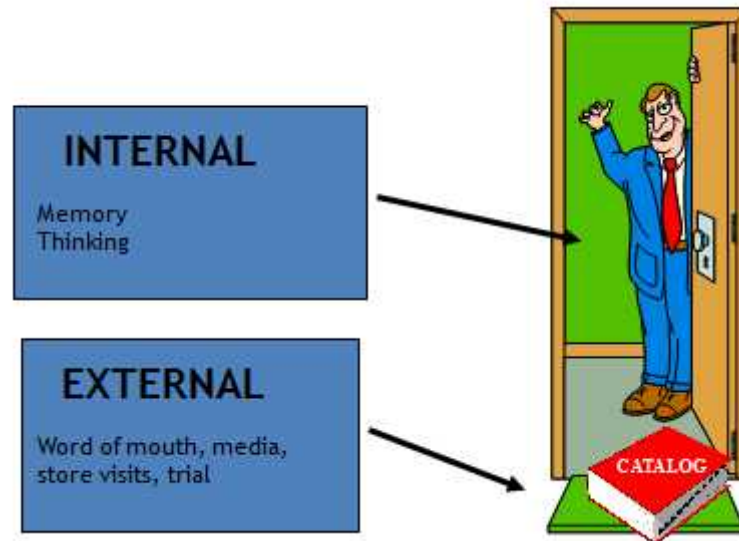 INTERNAL
Memory
Thinking
EXTERNAL
Word of mouth, media,
store visits, trial
CATALOG